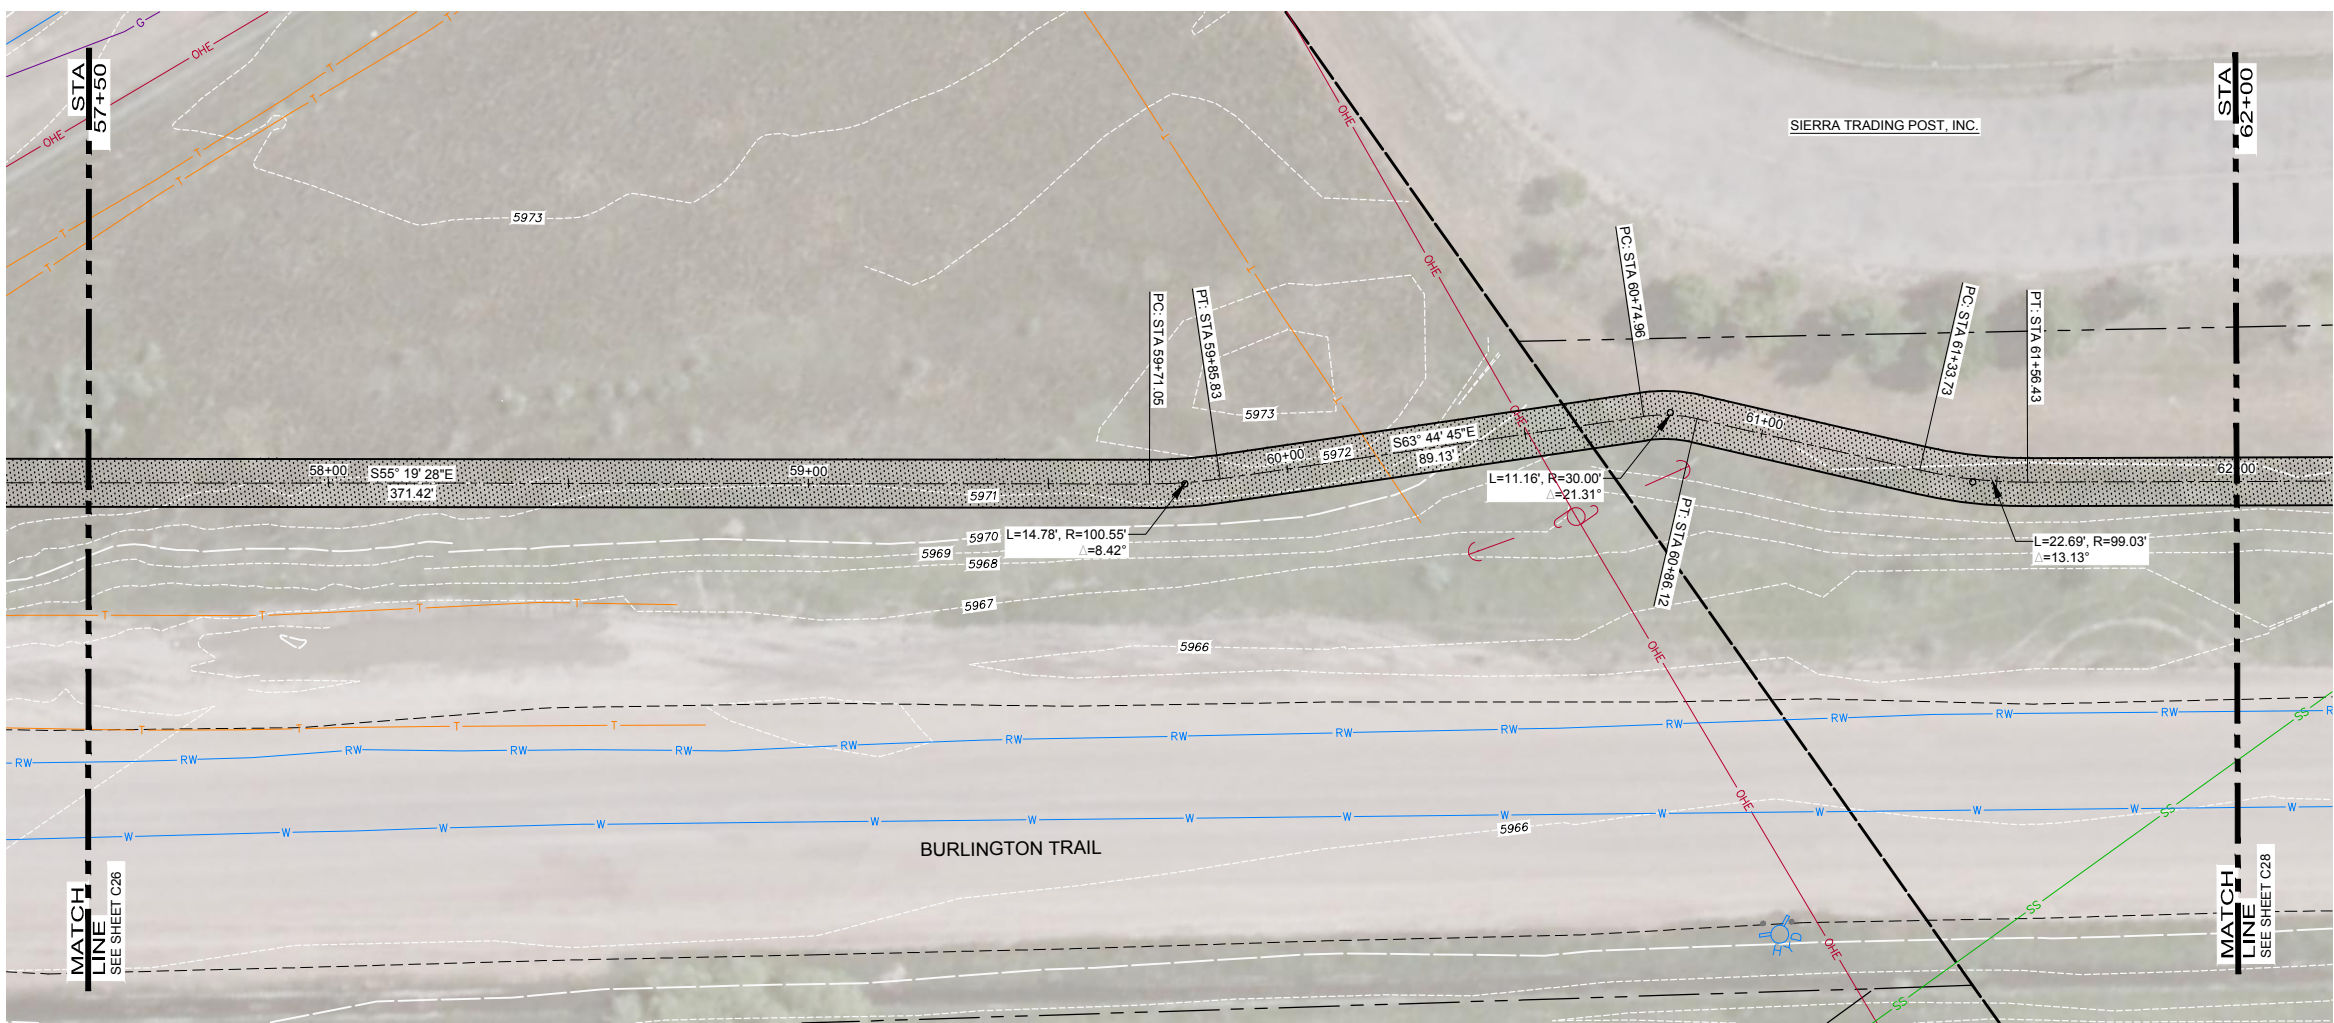 STA
57+50
G
OHE
OHE
T
T
T
T
T
T
T
T
5973
T
T
T
OHE
OHE
OHE
SIERRA TRADING POST, INC.
STA
62+00
PC: STA 59+71.05
PT: STA 59+85.83
PC: STA 60+74.96
PC: STA 61+33.73
PT: STA 61+56.43
5973
58+00
S55° 19' 28"E
371.42'
59+00
5971
60+00
5972
S63° 44' 45"E
89.13'
61+00
62+00
L=11.16', R=30.00'
Δ=21.31°
L=14.78', R=100.55'
Δ=8.42°
PT: STA 60+86.12
L=22.69', R=99.03'
Δ=13.13°
5970
5969
5968
5967
T
T
T
T
5966
OHE
T
T
T
T
RW
RW
RW
RW
RW
RW
RW
RW
RW
RW
RW
RW
RW
RW
R
SS
W
W
W
W
W
W
W
W
W
W
W
W
W
W
5966
OHE
SS
BURLINGTON TRAIL
MATCH
LINE
SEE SHEET C26
SS
HYD
OHE
SS
MATCH
LINE
SEE SHEET C28